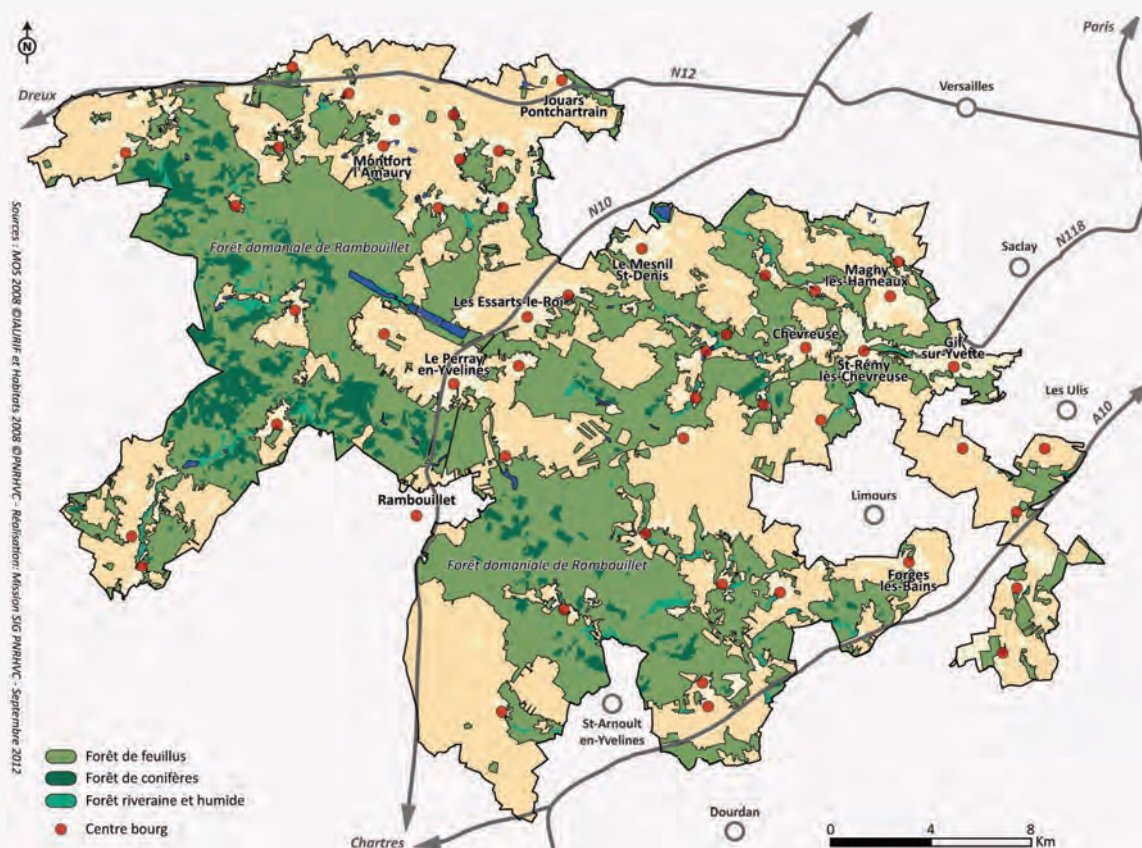 N
Paris
Dreux
N12
Versailles
Jouars
Pontchartrain
Montfort
l'Amaury
N10
N118
Saclay
Forêt domaniale de Rambouillet
Le Mesnil
St-Denis
Magny
les-Hameaux
Les Essarts-le-Roi
Chevreuse
Gif
sur-Yvette
Le Perray
en-Yvelines
St-Rémy
lès-Chevreuse
Les Ulis
A10
Rambouillet
Limours
Forêt domaniale de Rambouillet
Forges
les-Bains
St-Arnoult
en-Yvelines
Dourdan
Chartres
Forêt de feuillus
Forêt de conifères
Forêt riveraine et humide
Centre bourg
0 4 8
Km
Sources : MOS 2008 ©IAURIF et Habitats 2008 ©PNRHVC - Réalisation: Mission SIG PNRHVC - Septembre 2012